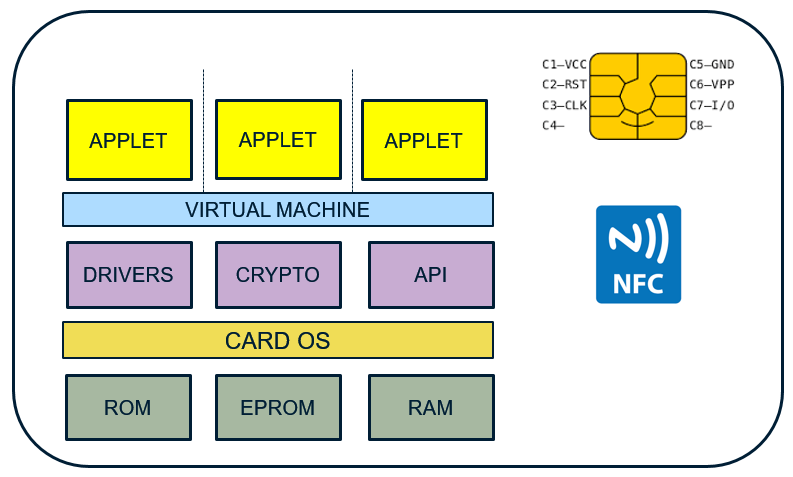 C1—VCC
C2—RST
C3—CLK
C4—
C5—GND
C6—VPP
C7—I/O
C8—
APPLET
APPLET
APPLET
VIRTUAL MACHINE
DRIVERS
CRYPTO
API
NFC
CARD OS
ROM
EPROM
RAM